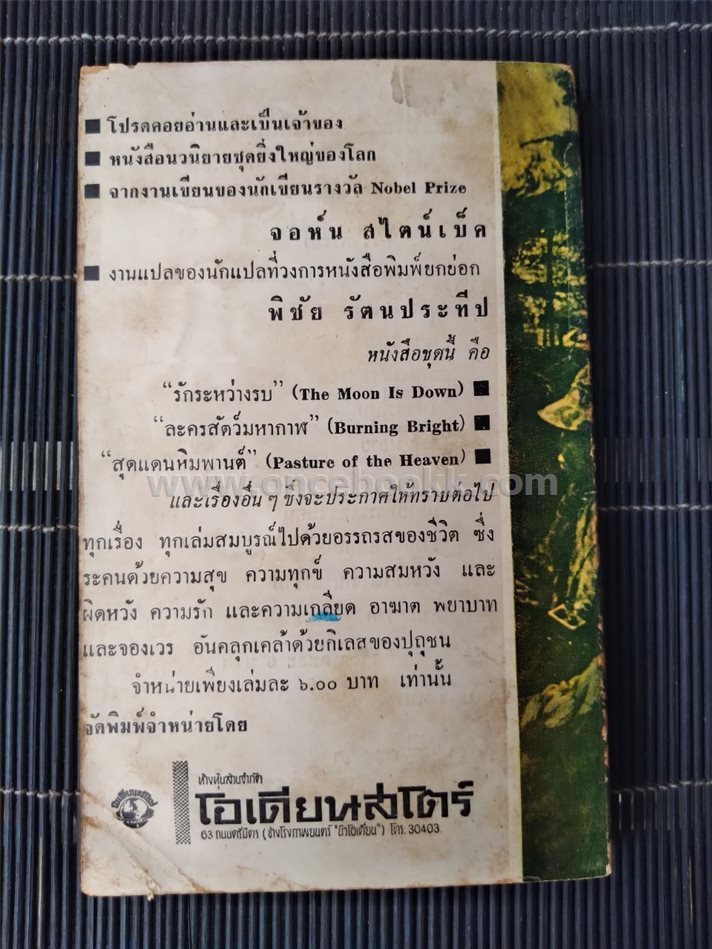 ■ โปรดคอยอ่านและเป็นเจ้าของ
■ หนังสือนวนิยายชุดยิ่งใหญ่ของโลก
■ จากงานเขียนของนักเขียนรางวัล Nobel Prize
จอห์น สไตน์เบ็ค
■ งานแปลของนักแปลที่วงการหนังสือพิมพ์ยกย่อง
พิชัย รัตนประทีป
หนังสือชุดนี้ คือ
“รักระหว่างรบ” (The Moon Is Down) ■
“ละครสัตว์มหากาฬ” (Burning Bright) ■
“สุดแดนหิมพานต์” (Pasture of the Heaven) ■
www.oncebookk.com
และเรื่องอื่น ๆ ซึ่งจะประกาศให้ทราบต่อไป
ทุกเรื่อง ทุกเล่มสมบูรณ์ไปด้วยอรรถรสของชีวิต ซึ่ง
ระคนด้วยความสุข ความทุกข์ ความสมหวัง และ
ผิดหวัง ความรัก และความเกลียด อาฆาต พยาบาท
และจองเวร อันคลุกเคล้าด้วยกิเลสของปุถุชน
จำหน่ายเพียงเล่มละ ๖.๐๐ บาท เท่านั้น
จัดพิมพ์จำหน่ายโดย
ห้างหุ้นส่วนจำกัด
โอเดียนสโตร์
63 ถนนตรีมิตร (ข้างโรงภาพยนตร์ "นิวโอเดียน") โทร. 30403